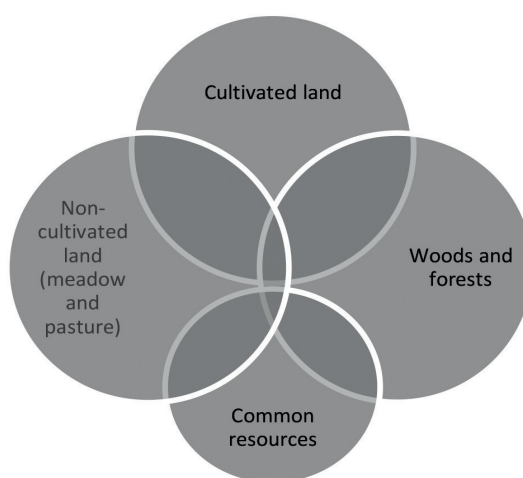 Cultivated land
Non-
cultivated
land
(meadow
and
pasture)
Woods and
forests
Common
resources